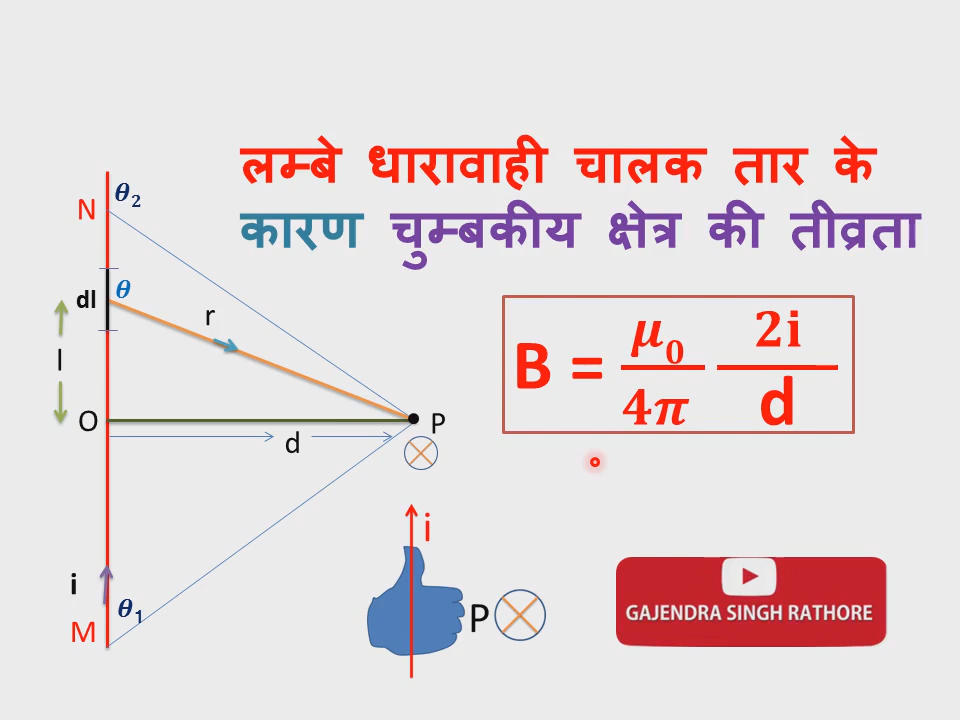 लम्बे धारावाही चालक तार के
कारण चुम्बकीय क्षेत्र की तीव्रता
N
θ₂
dl
θ
r
l
O
P
d
B = μ₀/4π 2i/d
i
i
M
θ₁
P
GAJENDRA SINGH RATHORE